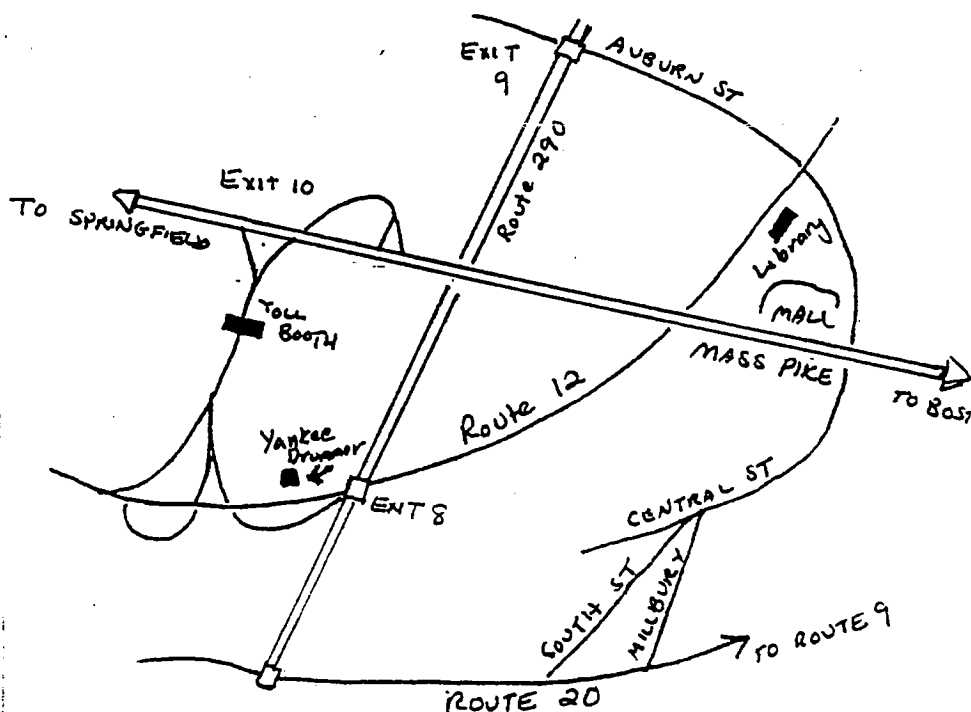 EXIT
9
AUBURN ST
Route 290
EXIT 10
TO
SPRINGFIELD
Library
MALL
TOLL
BOOTH
MASS PIKE
TO BOST
Route 12
Yankee
Drummer
EXIT 8
CENTRAL ST
SOUTH ST
MILLBURY
TO ROUTE 9
ROUTE 20